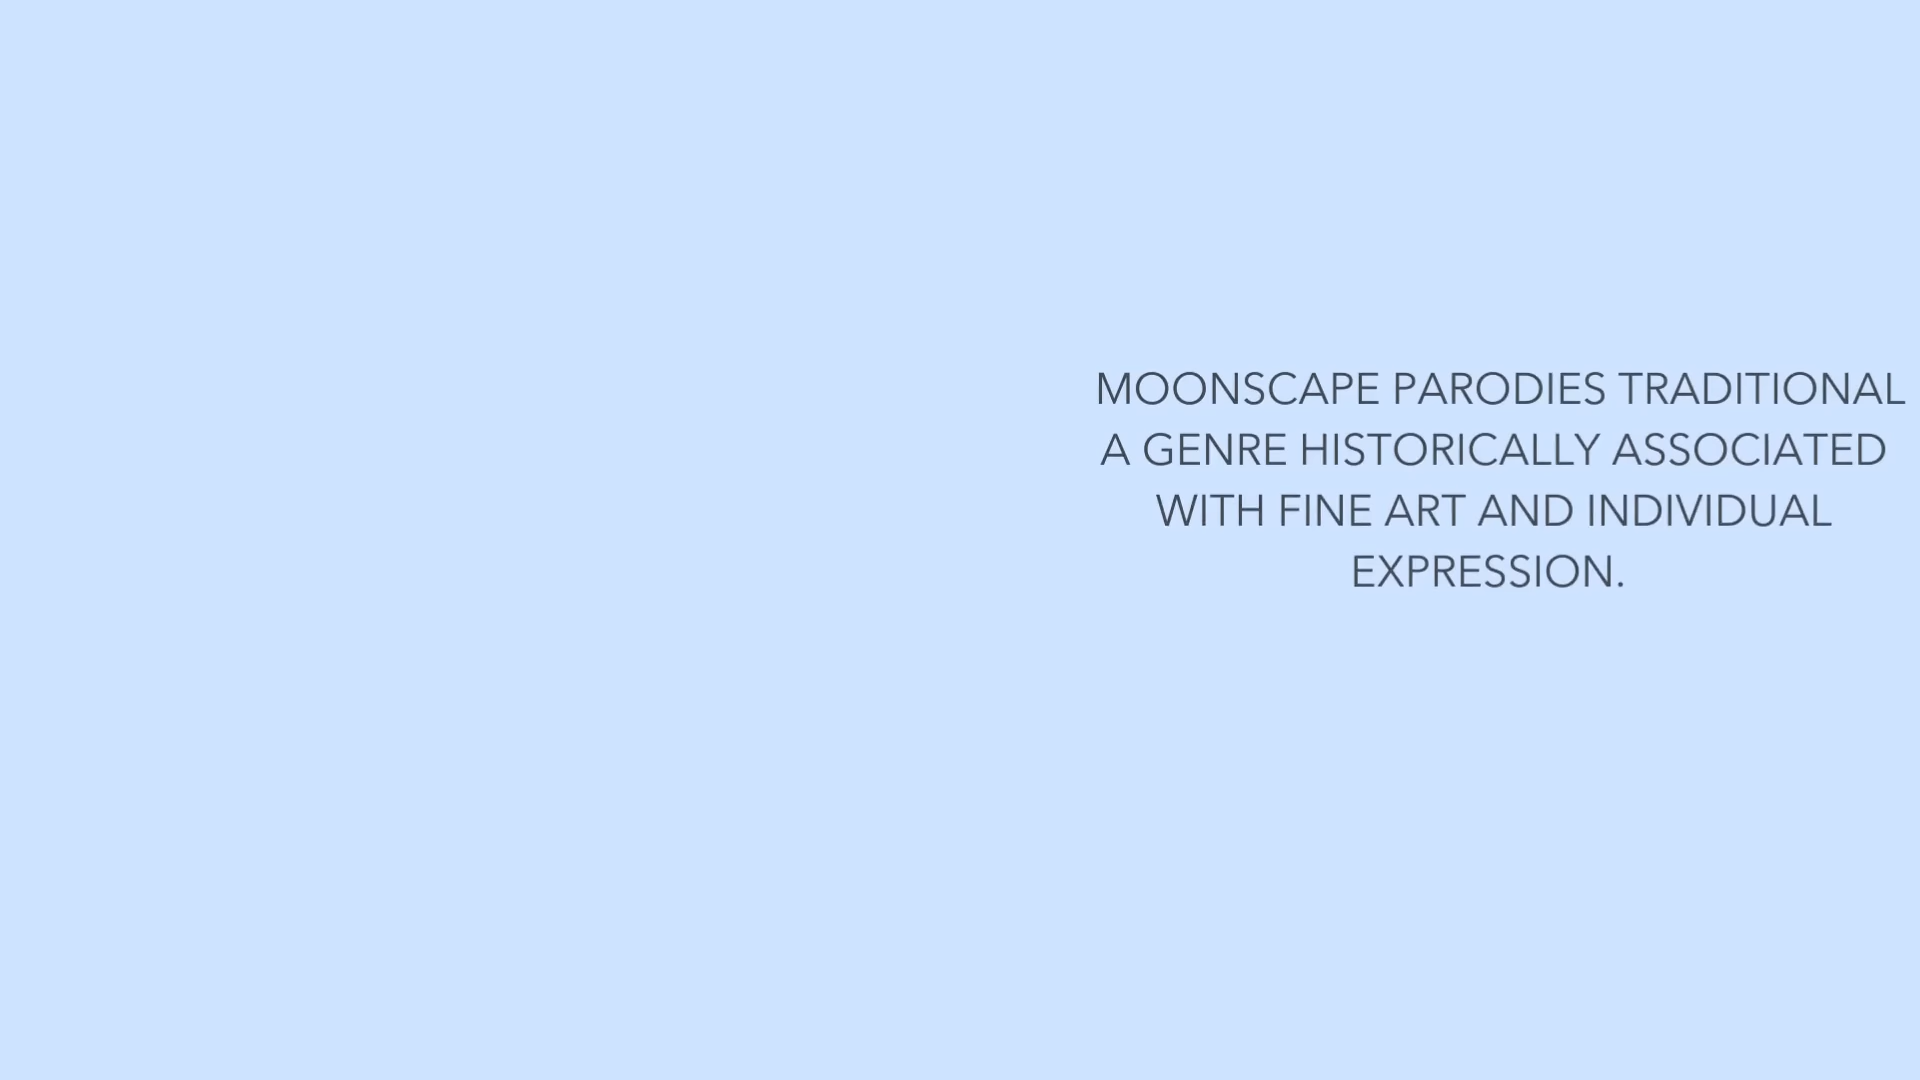 MOONSCAPE PARODIES TRADITIONAL
A GENRE HISTORICALLY ASSOCIATED
WITH FINE ART AND INDIVIDUAL
EXPRESSION.